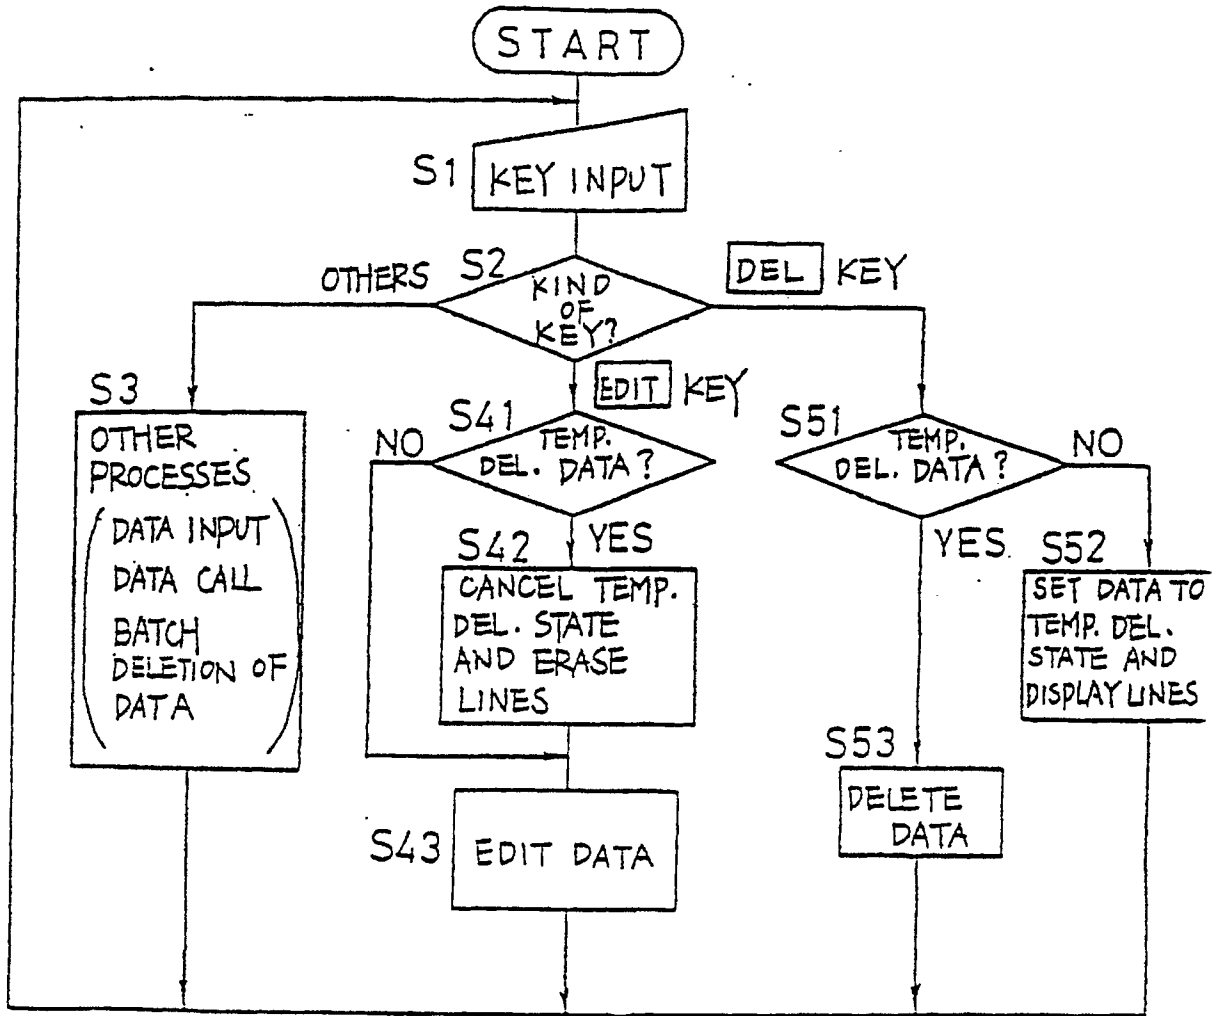 START
S1
KEY INPUT
S2
KIND
OF
KEY?
OTHERS
DEL KEY
EDIT KEY
S3
OTHER
PROCESSES
( DATA INPUT
DATA CALL
BATCH
DELETION OF
DATA )
S41
TEMP.
DEL. DATA?
NO
YES
S42
CANCEL TEMP.
DEL. STATE
AND ERASE
LINES
S43
EDIT DATA
S51
TEMP.
DEL. DATA?
NO
YES.
S52
SET DATA TO
TEMP. DEL.
STATE AND
DISPLAY LINES
S53
DELETE
DATA